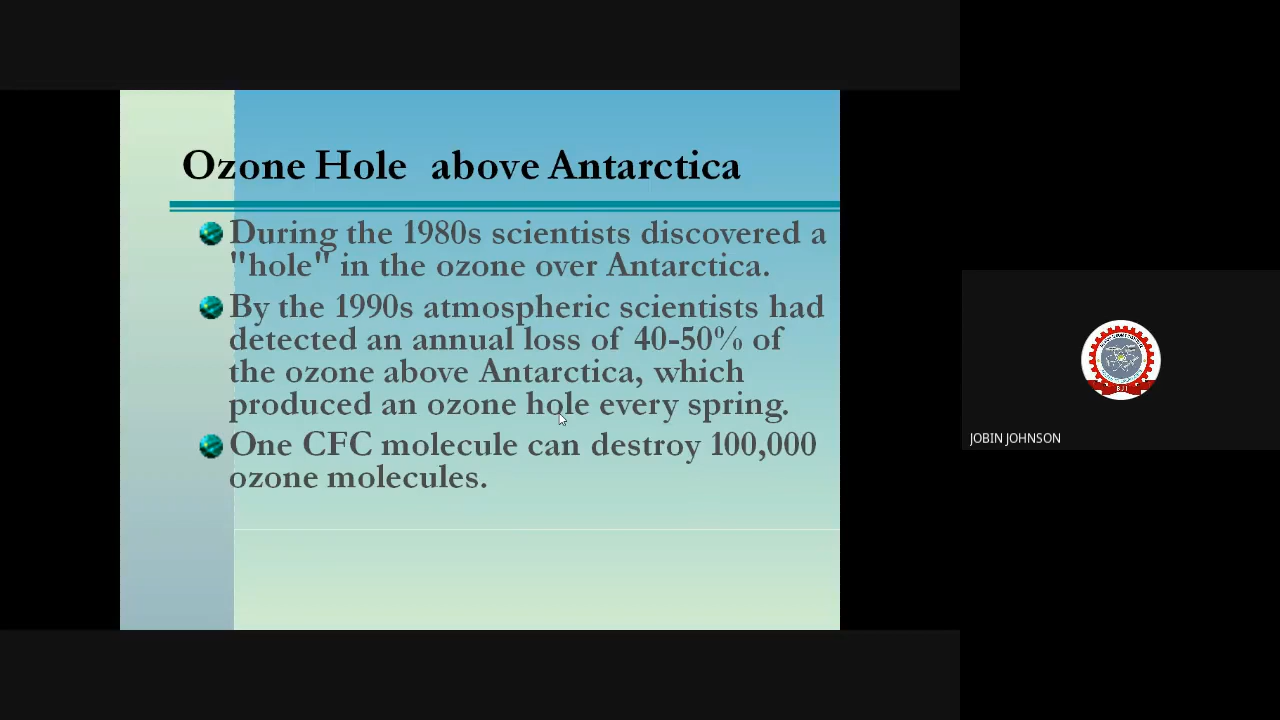 Ozone Hole above Antarctica
During the 1980s scientists discovered a
"hole" in the ozone over Antarctica.
By the 1990s atmospheric scientists had
detected an annual loss of 40-50% of
the ozone above Antarctica, which
produced an ozone hole every spring.
One CFC molecule can destroy 100,000
ozone molecules.
JOBIN JOHNSON